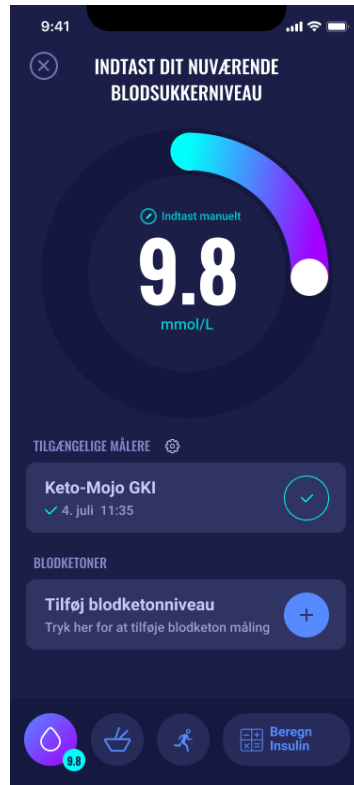 9:41
INDTAST DIT NUVÆRENDE
BLODSUKKERNIVEAU
Indtast manuelt
9.8
mmol/L
TILGÆNGELIGE MÅLERE
Keto-Mojo GKI
4. juli 11:35
BLODKETONER
Tilføj blodketonniveau
Tryk her for at tilføje blodketon måling
9.8
Beregn
Insulin